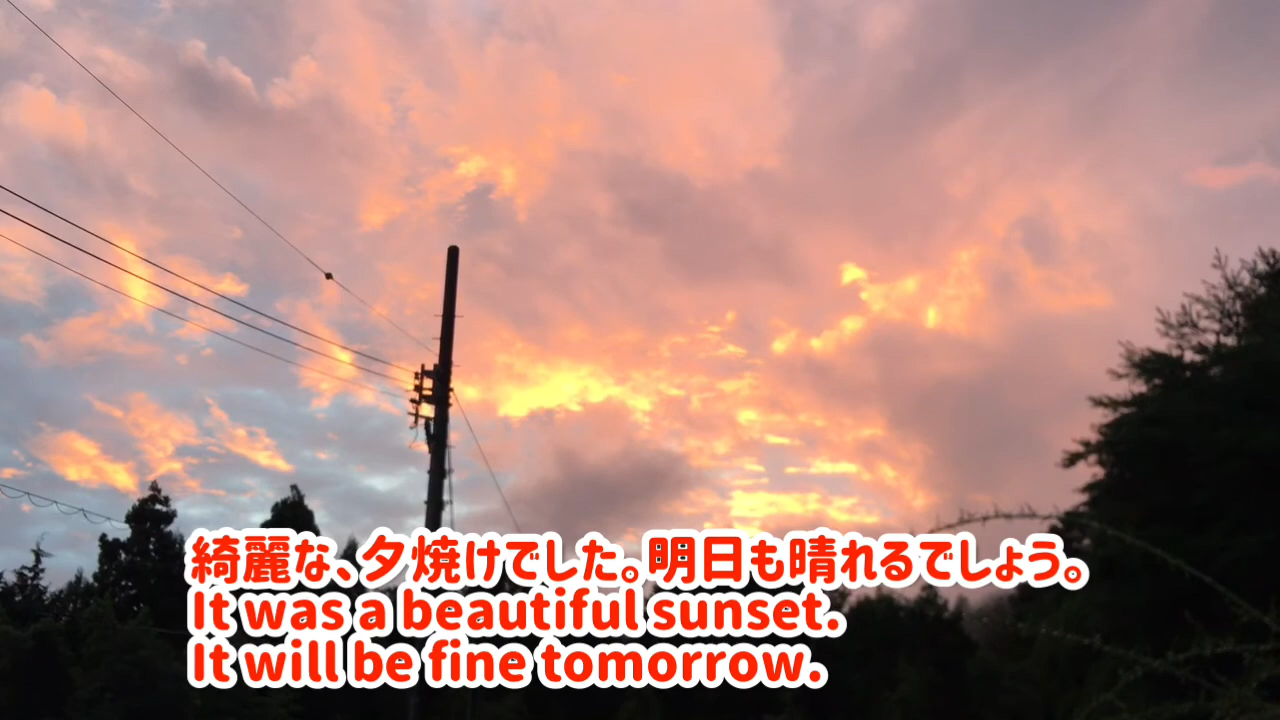 綺麗な、夕焼けでした。明日も晴れるでしょう。
It was a beautiful sunset.
It will be fine tomorrow.